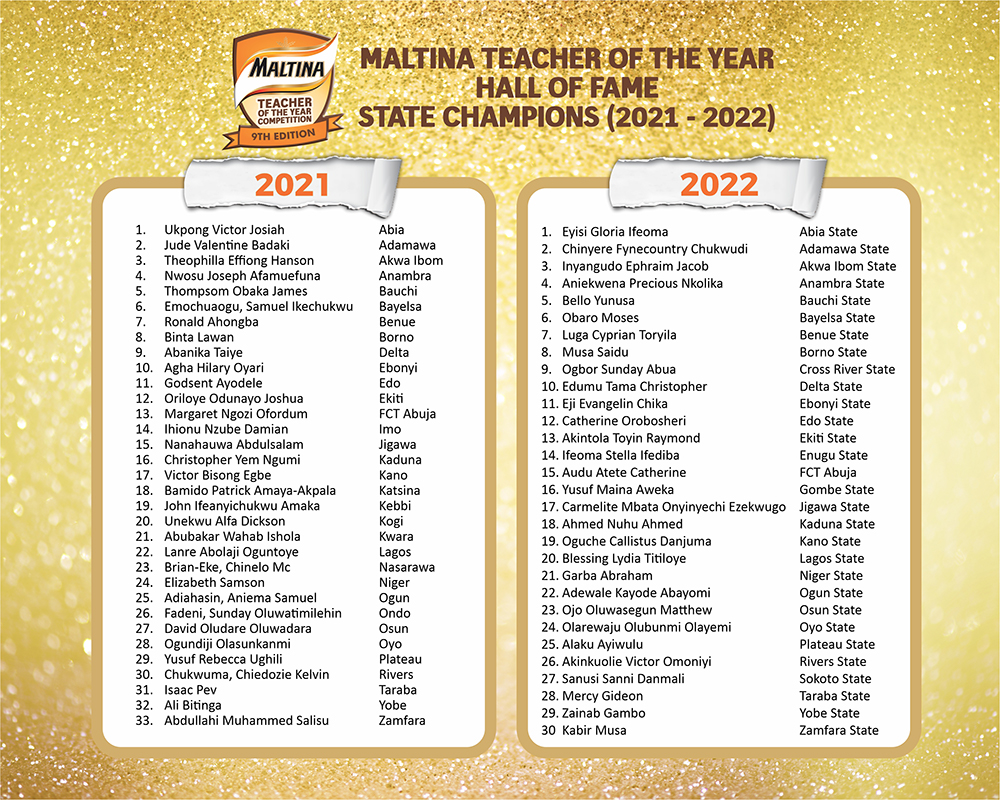 MALTINA
TEACHER
OF THE YEAR
COMPETITION
9TH EDITION
MALTINA TEACHER OF THE YEAR
HALL OF FAME
STATE CHAMPIONS (2021 - 2022)
2021
1. Ukpong Victor Josiah Abia
2. Jude Valentine Badaki Adamawa
3. Theophilla Effiong Hanson Akwa Ibom
4. Nwosu Joseph Afamuefuna Anambra
5. Thompsom Obaka James Bauchi
6. Emochuaogu, Samuel Ikechukwu Bayelsa
7. Ronald Ahongba Benue
8. Binta Lawan Borno
9. Abanika Taiye Delta
10. Agha Hilary Oyari Ebonyi
11. Godsent Ayodele Edo
12. Oriloye Odunayo Joshua Ekiti
13. Margaret Ngozi Ofordum FCT Abuja
14. Ihionu Nzube Damian Imo
15. Nanahauwa Abdulsalam Jigawa
16. Christopher Yem Ngumi Kaduna
17. Victor Bisong Egbe Kano
18. Bamido Patrick Amaya-Akpala Katsina
19. John Ifeanyichukwu Amaka Kebbi
20. Unekwu Alfa Dickson Kogi
21. Abubakar Wahab Ishola Kwara
22. Lanre Abolaji Oguntoye Lagos
23. Brian-Eke, Chinelo Mc Nasarawa
24. Elizabeth Samson Niger
25. Adiahasin, Aniema Samuel Ogun
26. Fadeni, Sunday Oluwatimilehin Ondo
27. David Oludare Oluwadara Osun
28. Ogundiji Olasunkanmi Oyo
29. Yusuf Rebecca Ughili Plateau
30. Chukwuma, Chiedozie Kelvin Rivers
31. Isaac Pev Taraba
32. Ali Bitinga Yobe
33. Abdullahi Muhammed Salisu Zamfara
2022
1. Eyisi Gloria Ifeoma Abia State
2. Chinyere Fynecountry Chukwudi Adamawa State
3. Inyangudo Ephraim Jacob Akwa Ibom State
4. Aniekwena Precious Nkolika Anambra State
5. Bello Yunusa Bauchi State
6. Obaro Moses Bayelsa State
7. Luga Cyprian Toryila Benue State
8. Musa Saidu Borno State
9. Ogbor Sunday Abua Cross River State
10. Edumu Tama Christopher Delta State
11. Eji Evangelin Chika Ebonyi State
12. Catherine Orobosheri Edo State
13. Akintola Toyin Raymond Ekiti State
14. Ifeoma Stella Ifediba Enugu State
15. Audu Atete Catherine FCT Abuja
16. Yusuf Maina Aweka Gombe State
17. Carmelite Mbata Onyinyechi Ezekwugo Jigawa State
18. Ahmed Nuhu Ahmed Kaduna State
19. Oguche Callistus Danjuma Kano State
20. Blessing Lydia Titiloye Lagos State
21. Garba Abraham Niger State
22. Adewale Kayode Abayomi Ogun State
23. Ojo Oluwasegun Matthew Osun State
24. Olarewaju Olubunmi Olayemi Oyo State
25. Alaku Ayiwulu Plateau State
26. Akinkuolie Victor Omoniyi Rivers State
27. Sanusi Sanni Danmali Sokoto State
28. Mercy Gideon Taraba State
29. Zainab Gambo Yobe State
30 Kabir Musa Zamfara State